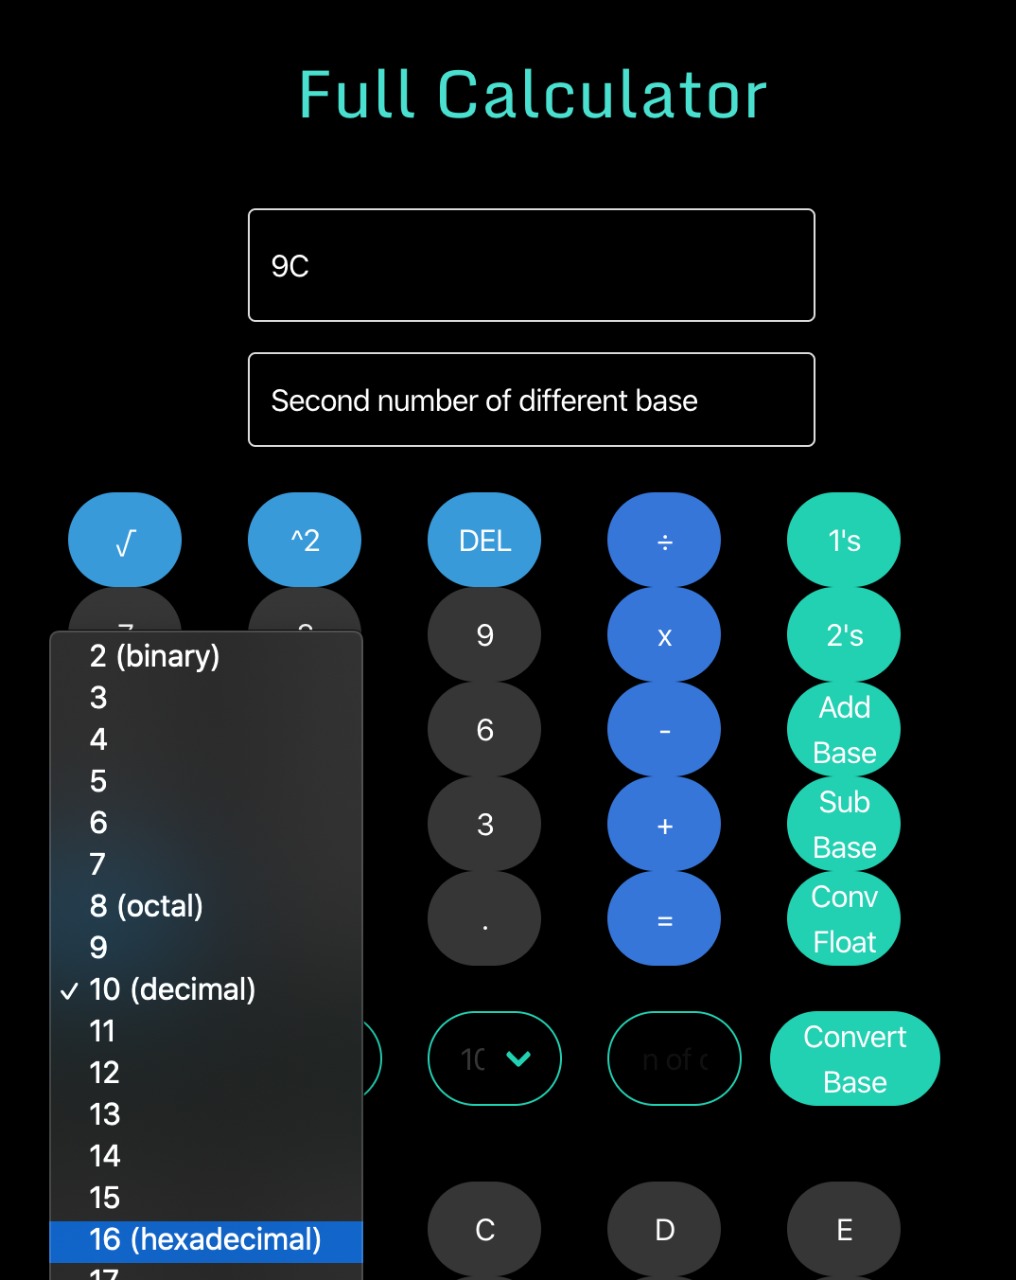 Full Calculator
9C
Second number of different base
√ ^2 DEL ÷ 1's
9 x 2's
2 (binary)
3
4
6 -
Add
Base
5
6
3 +
Sub
Base
7
8 (octal)
9
. =
Conv
Float
✓ 10 (decimal)
11
10
n of
Convert
Base
12
13
14
15
16 (hexadecimal)
C D E
17